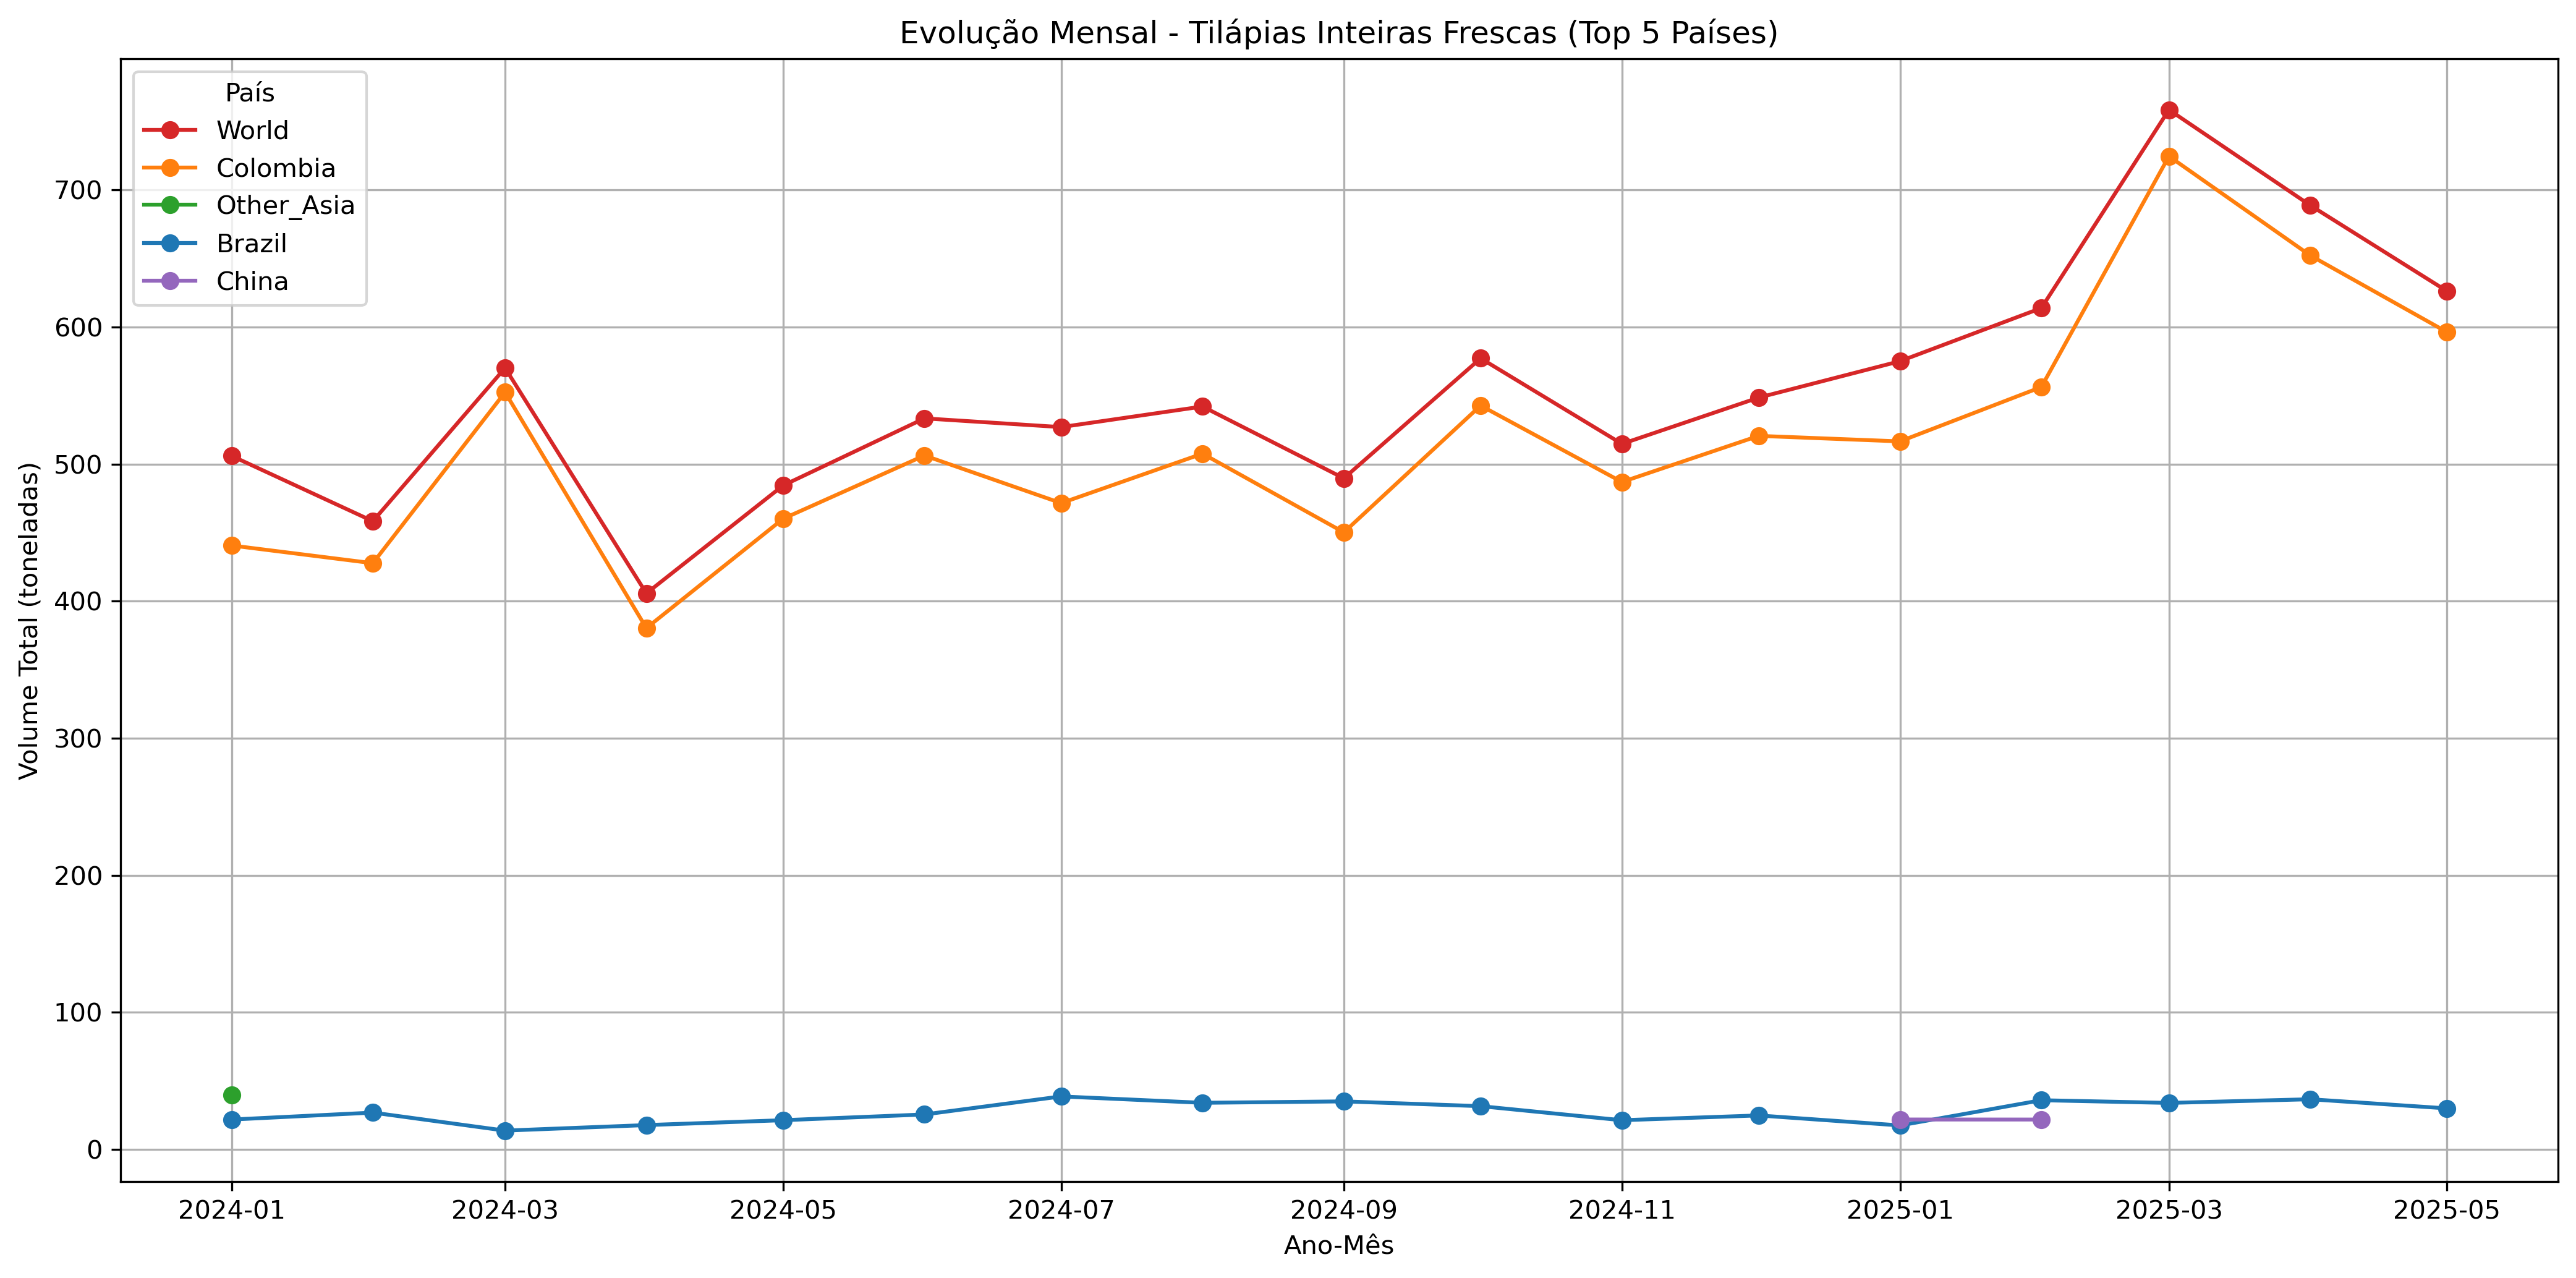 Evolução Mensal - Tilápias Inteiras Frescas (Top 5 Países)
País
World
Colombia
Other_Asia
Brazil
China
Volume Total (toneladas)
700
600
500
400
300
200
100
0
2024-01 2024-03 2024-05 2024-07 2024-09 2024-11 2025-01 2025-03 2025-05
Ano-Mês